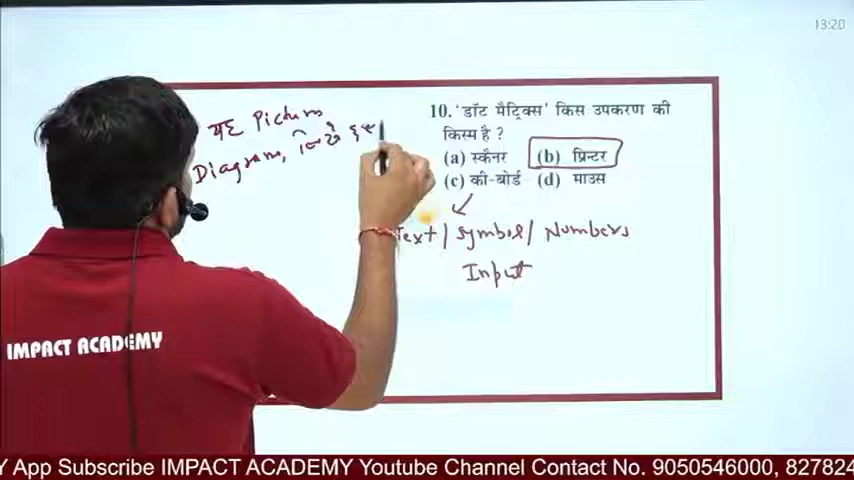 13:20
यह Picture
Diagram,
10. 'डॉट मैट्रिक्स' किस उपकरण की
किस्म है ?
(a) स्कैनर (b) प्रिन्टर
(c) की-बोर्ड (d) माउस
Text / Symbol / Numbers
Input
IMPACT ACADEMY
Y App Subscribe IMPACT ACADEMY Youtube Channel Contact No. 9050546000, 827824